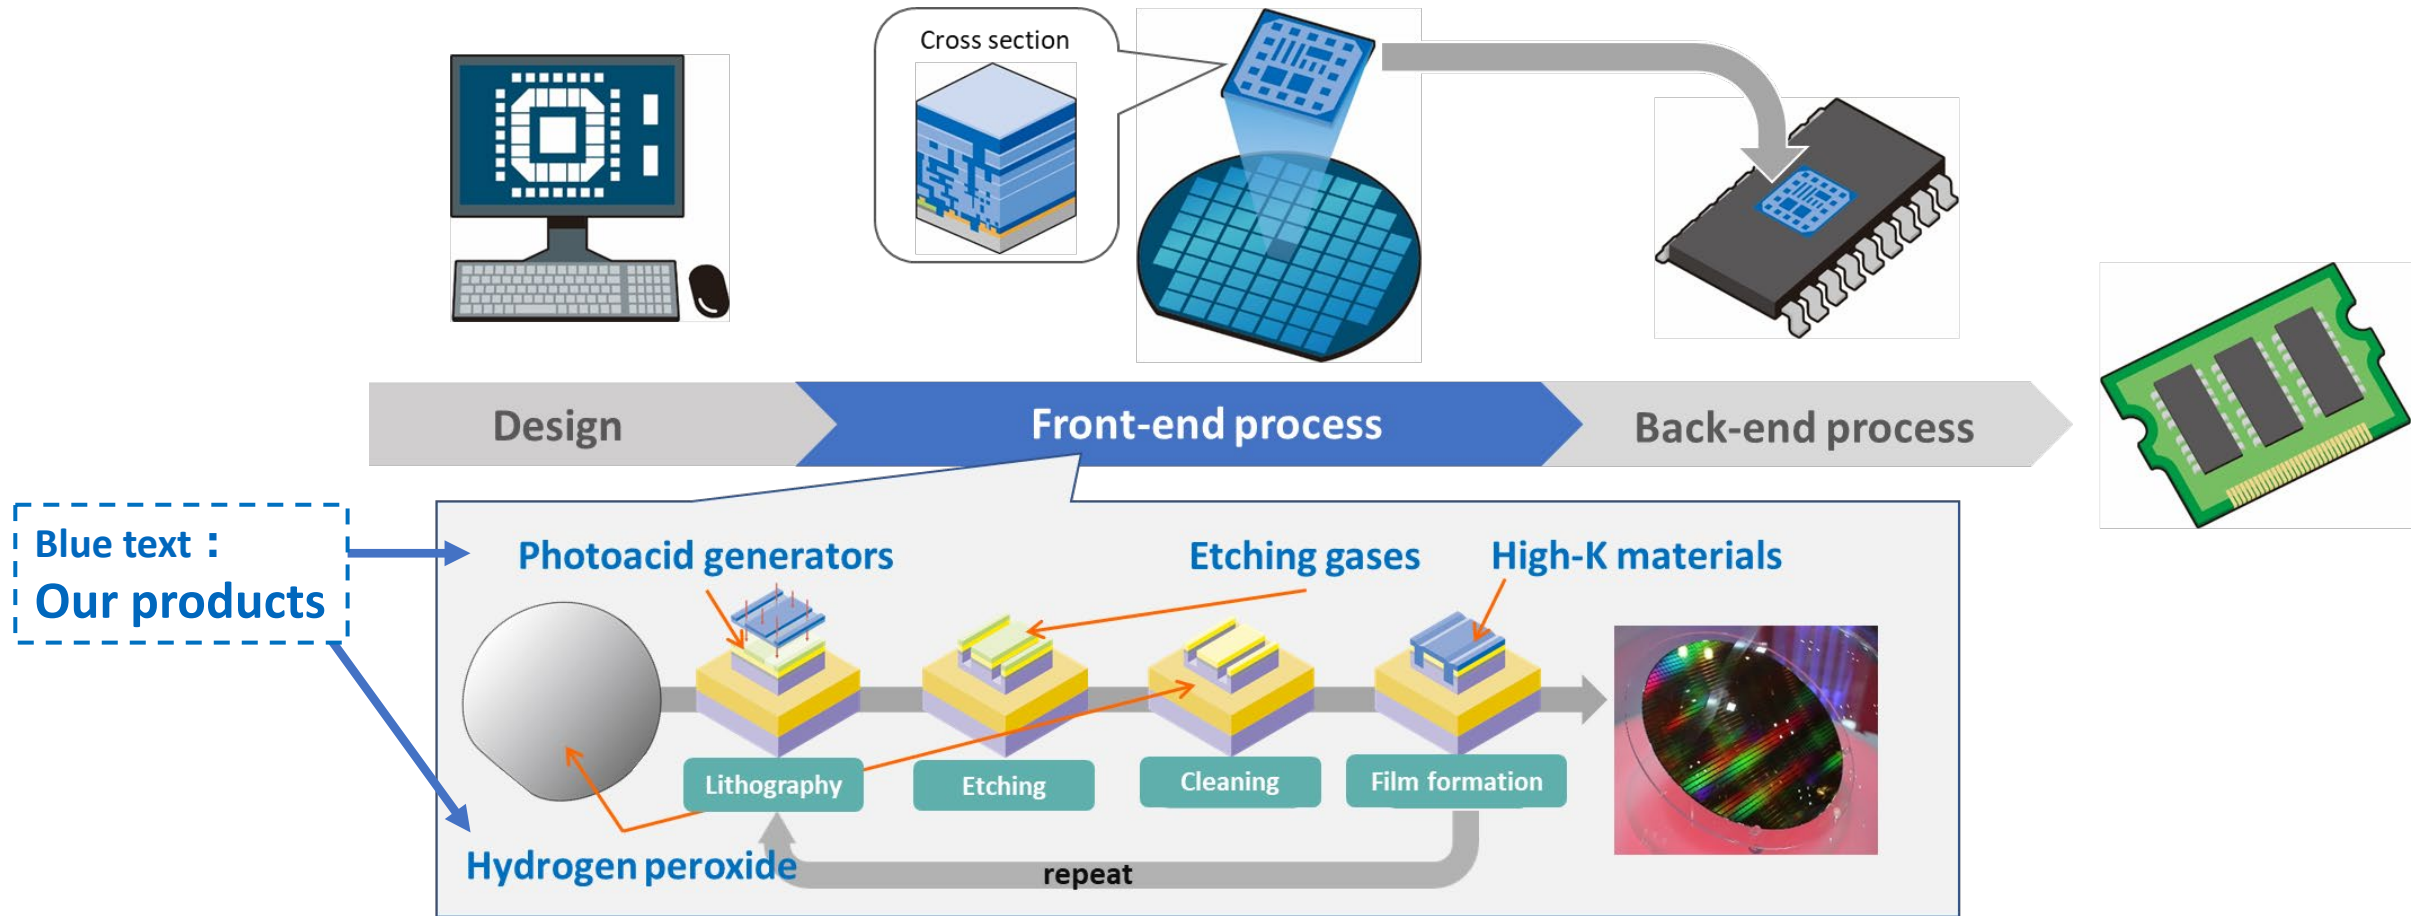 Cross section
Design
Front-end process
Back-end process
Blue text：
Our products
Photoacid generators
Etching gases
High-K materials
Lithography
Etching
Cleaning
Film formation
Hydrogen peroxide
repeat